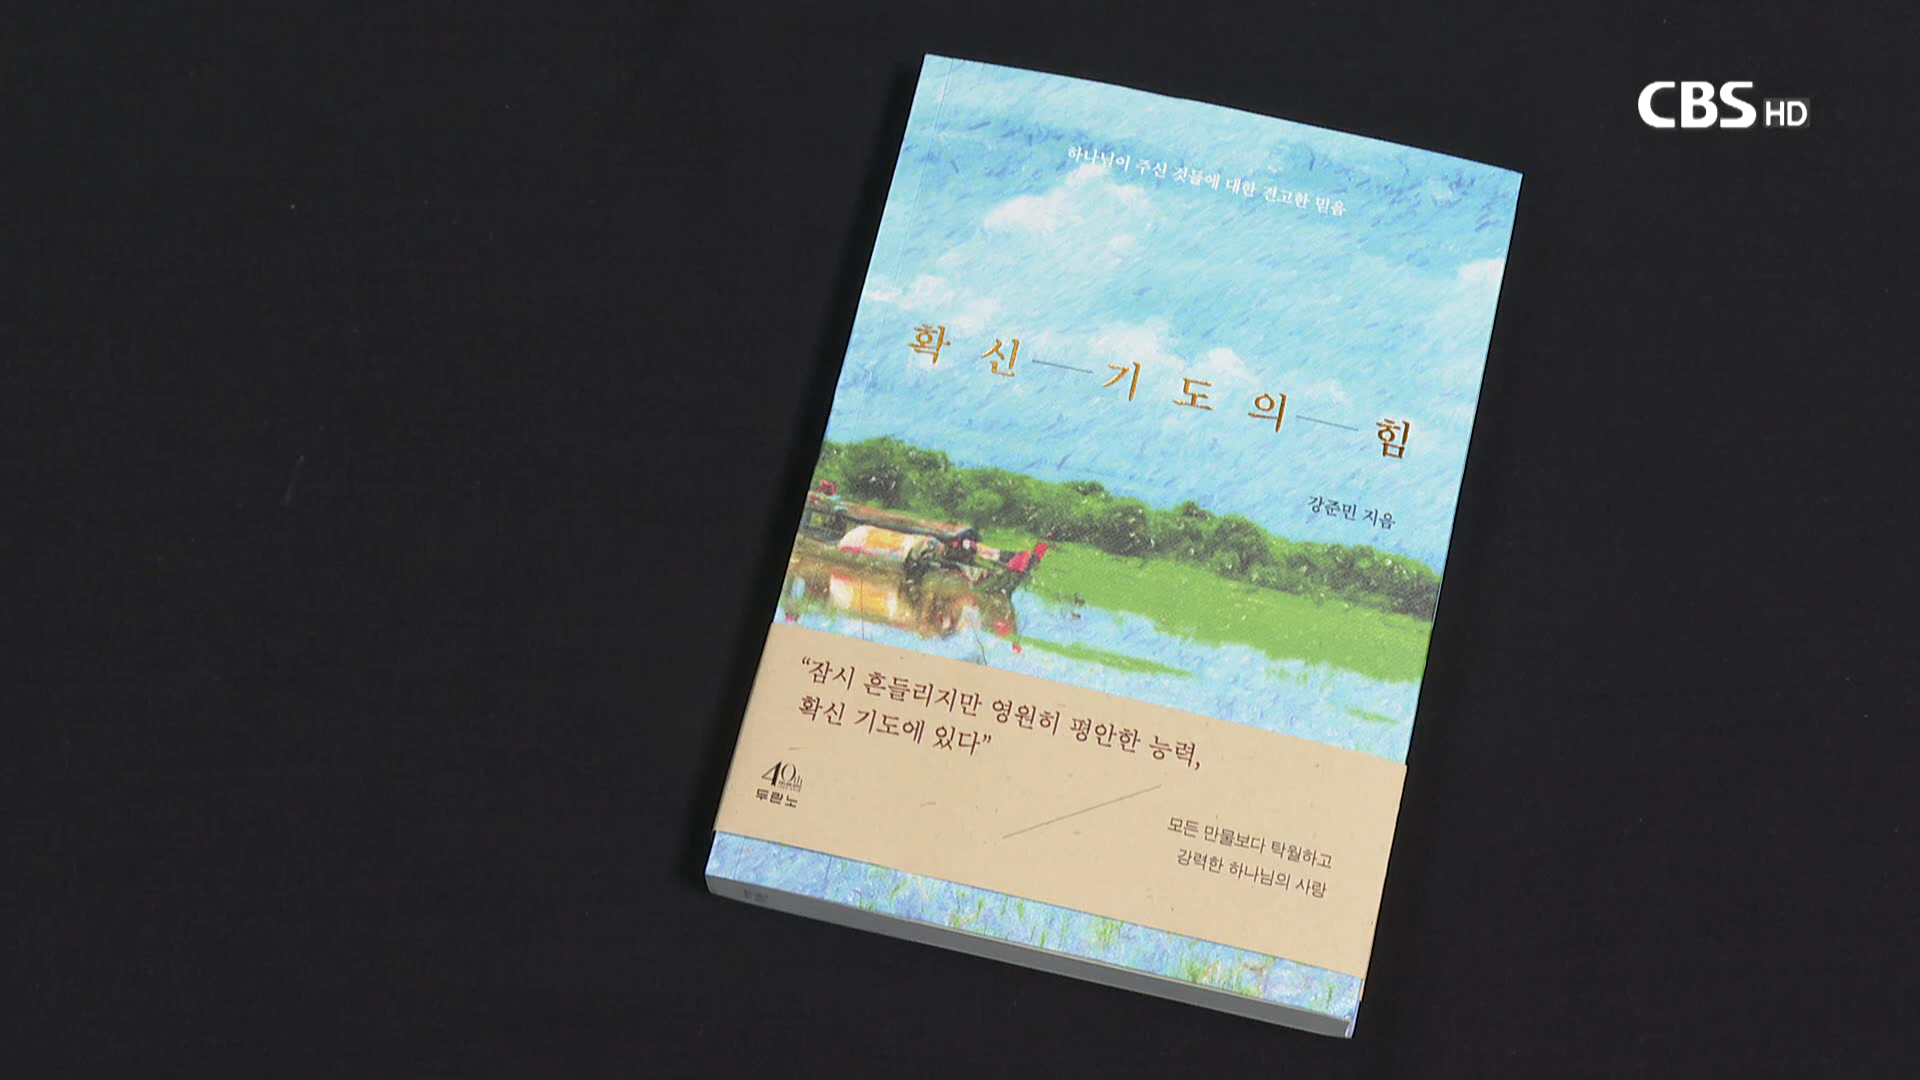 CBS HD
하나님이 주신 것들에 대한 견고한 믿음
확신 기도의 힘
강준민 지음
“잠시 흔들리지만 영원히 평안한 능력,
확신 기도에 있다”
40
두란노
모든 만물보다 탁월하고
강력한 하나님의 사랑